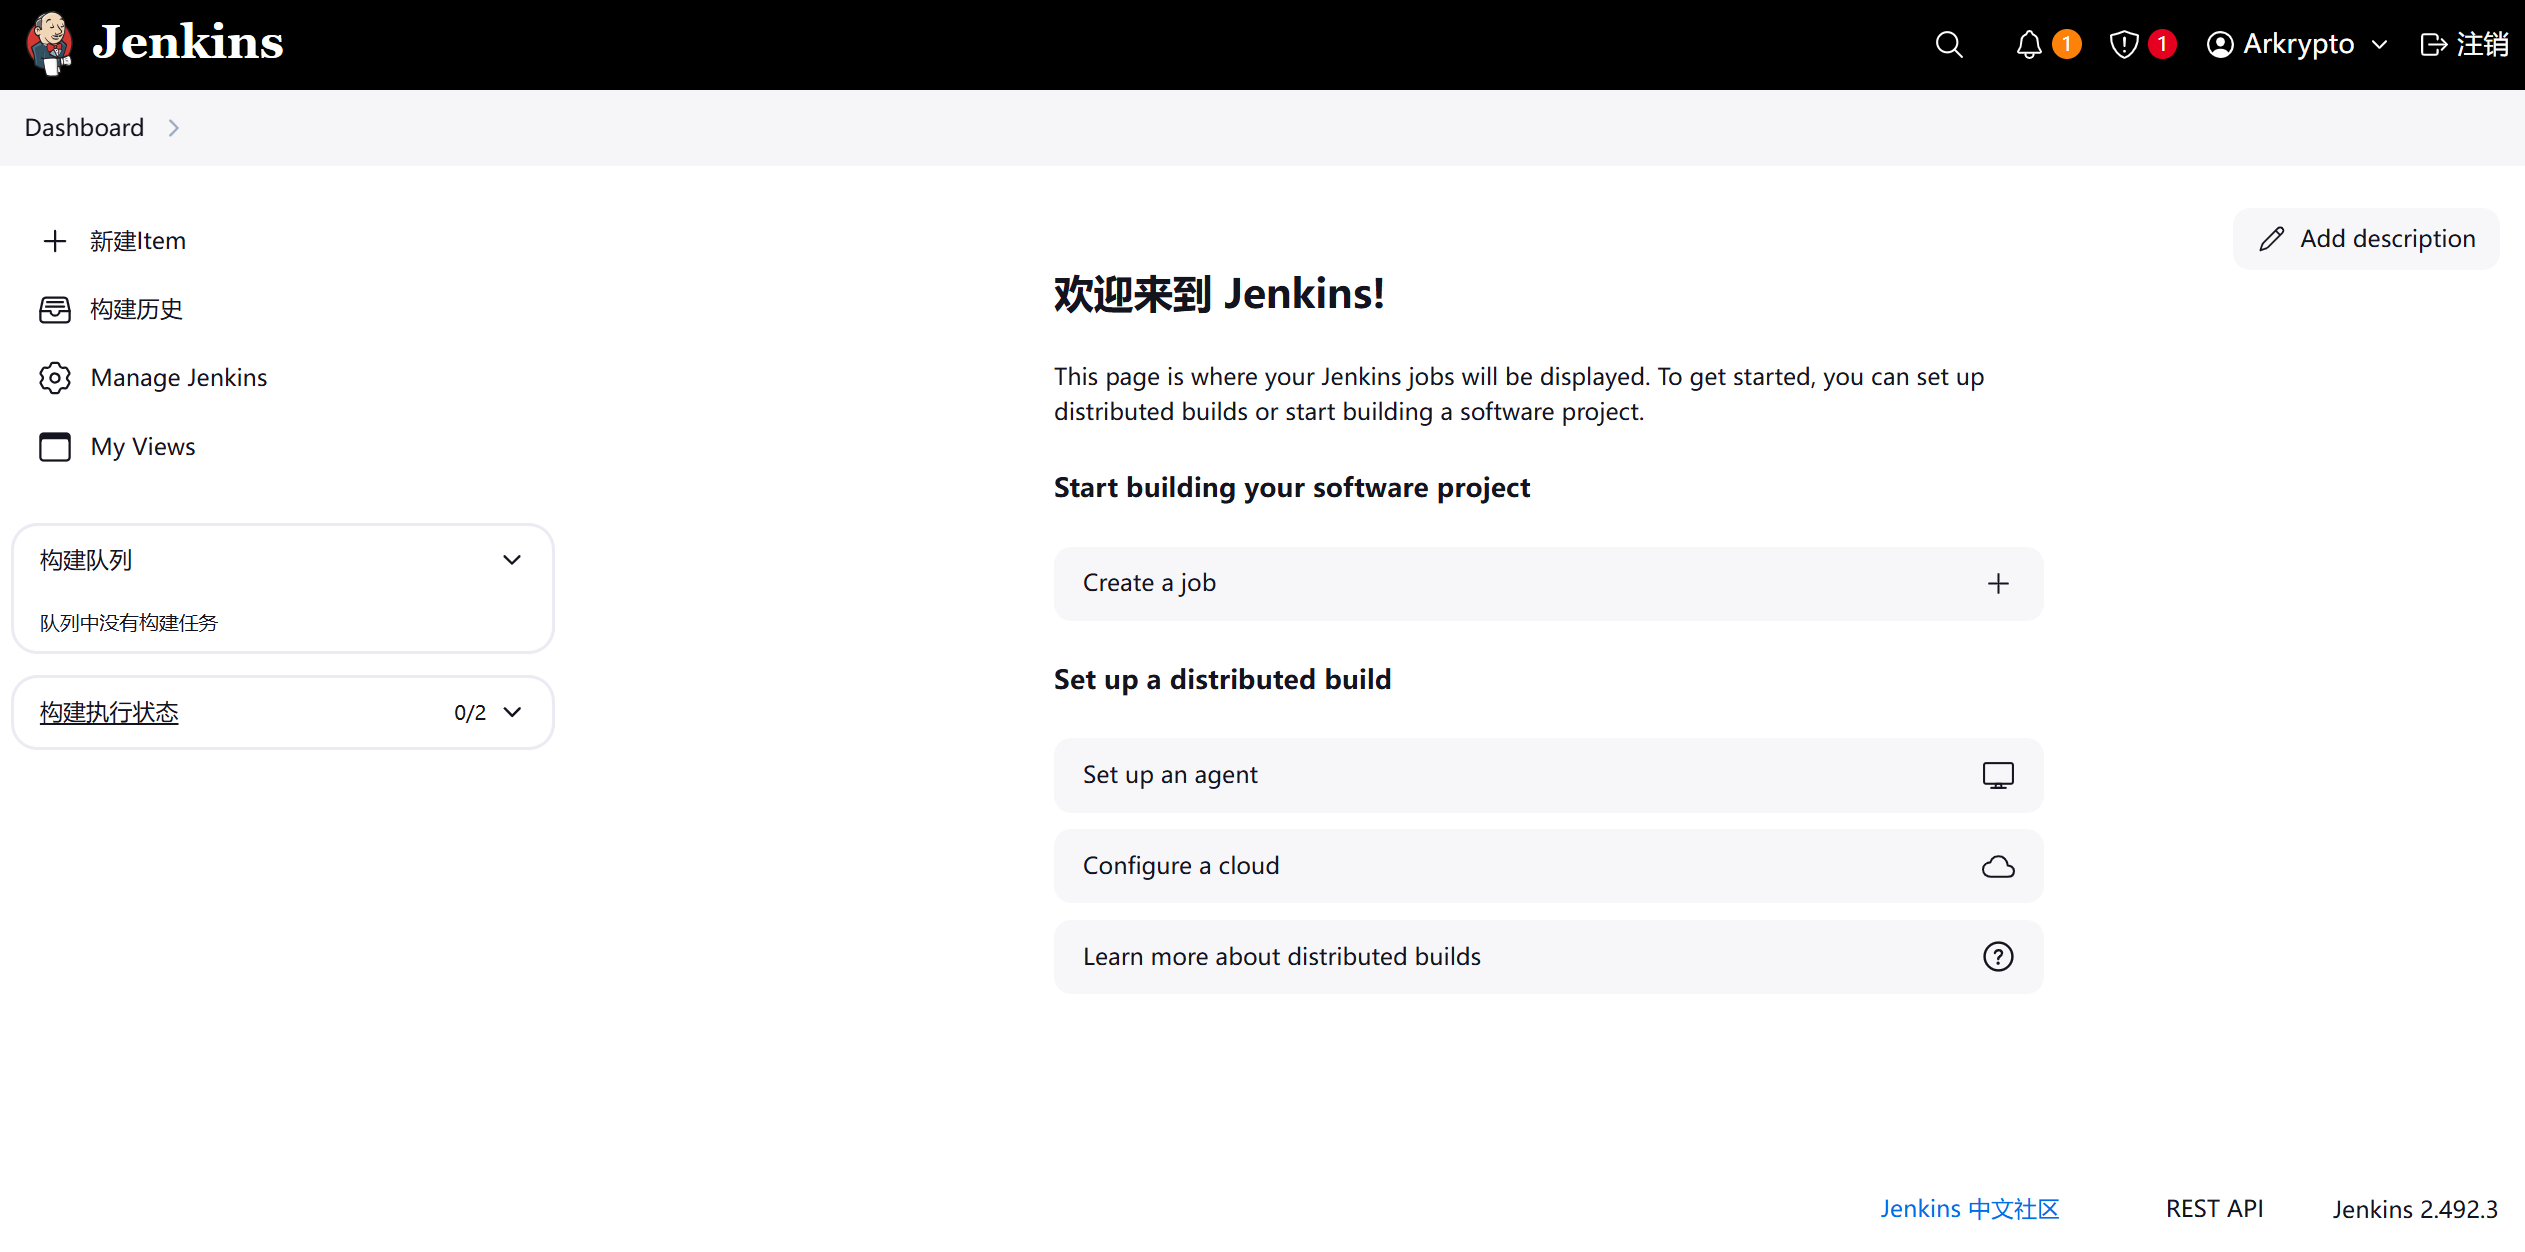 Jenkins
1
1
Arkrypto
注销
Dashboard
新建Item
构建历史
Manage Jenkins
My Views
构建队列
队列中没有构建任务
构建执行状态
0/2
Add description
欢迎来到 Jenkins!
This page is where your Jenkins jobs will be displayed. To get started, you can set up
distributed builds or start building a software project.
Start building your software project
Create a job
Set up a distributed build
Set up an agent
Configure a cloud
Learn more about distributed builds
Jenkins 中文社区
REST API
Jenkins 2.492.3